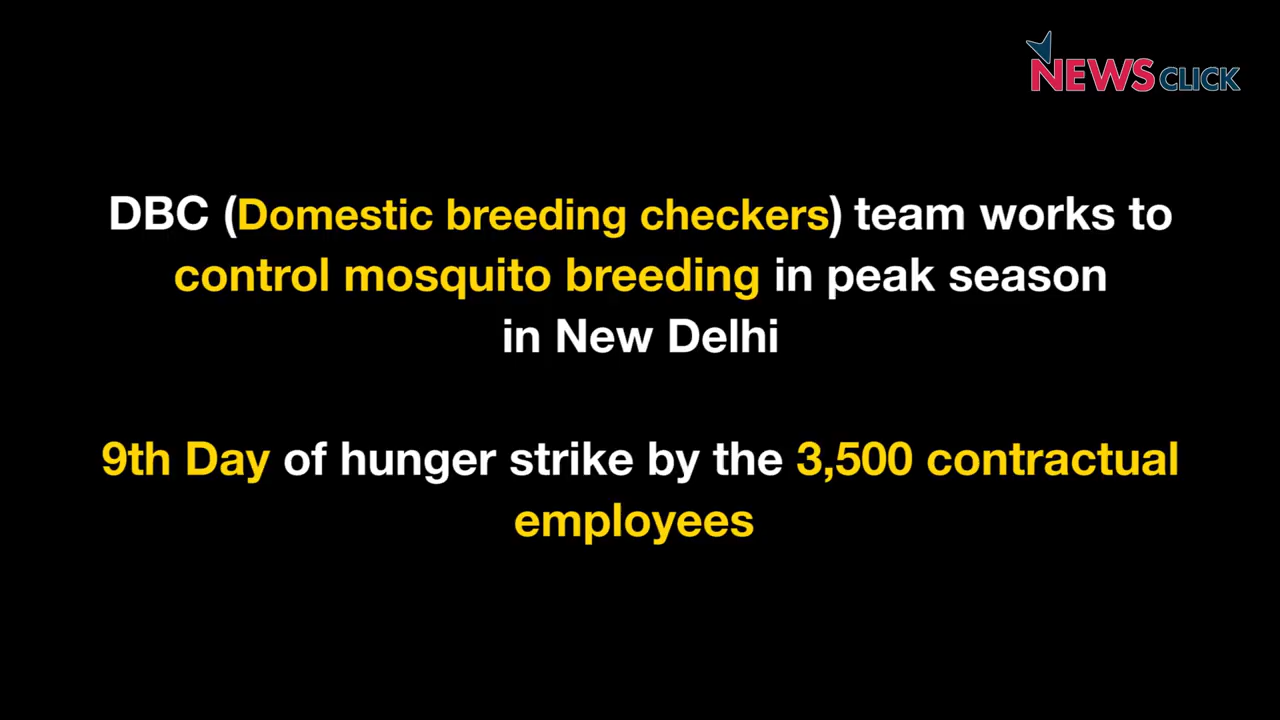 NEWSCLICK
DBC (Domestic breeding checkers) team works to
control mosquito breeding in peak season
in New Delhi
9th Day of hunger strike by the 3,500 contractual
employees